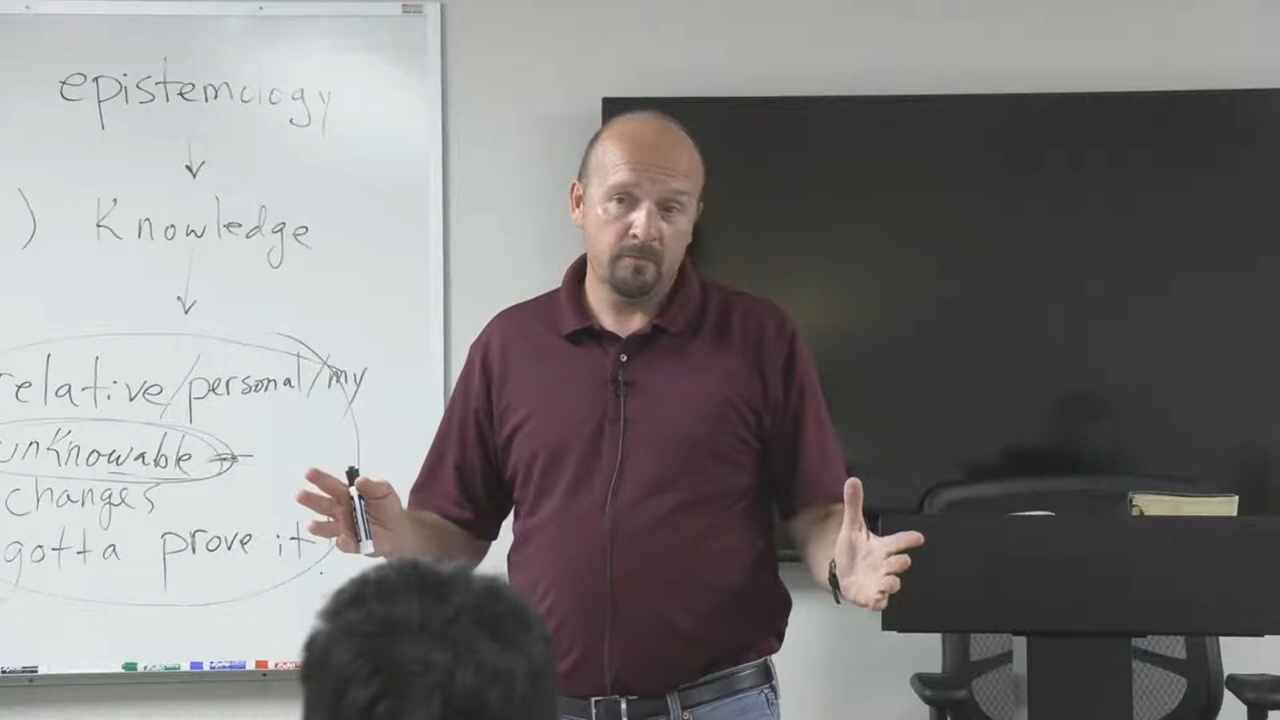 epistemology
) Knowledge
relative/personal/my
unknowable
changes
gotta prove it